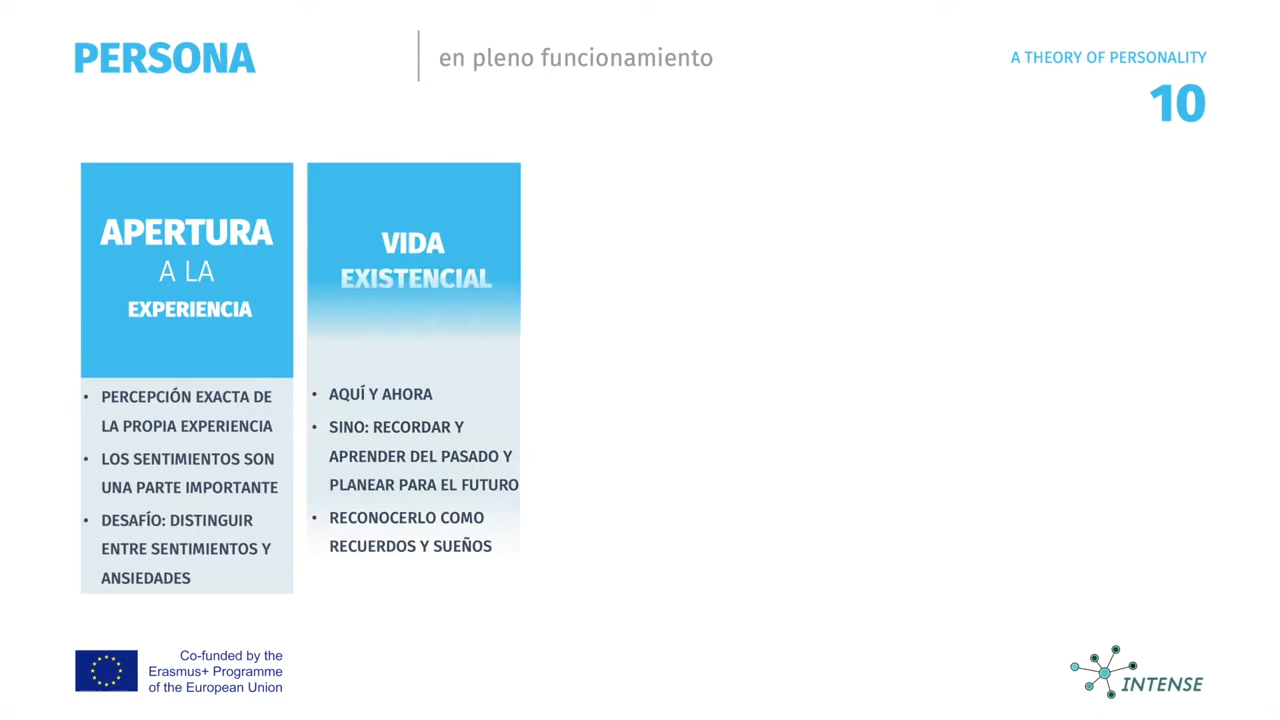 PERSONA
en pleno funcionamiento
A THEORY OF PERSONALITY
10
APERTURA
A LA
EXPERIENCIA
• PERCEPCIÓN EXACTA DE
LA PROPIA EXPERIENCIA
• LOS SENTIMIENTOS SON
UNA PARTE IMPORTANTE
• DESAFÍO: DISTINGUIR
ENTRE SENTIMIENTOS Y
ANSIEDADES
VIDA
EXISTENCIAL
• AQUÍ Y AHORA
• SINO: RECORDAR Y
APRENDER DEL PASADO Y
PLANEAR PARA EL FUTURO
• RECONOCERLO COMO
RECUERDOS Y SUEÑOS
Co-funded by the
Erasmus+ Programme
of the European Union
INTENSE